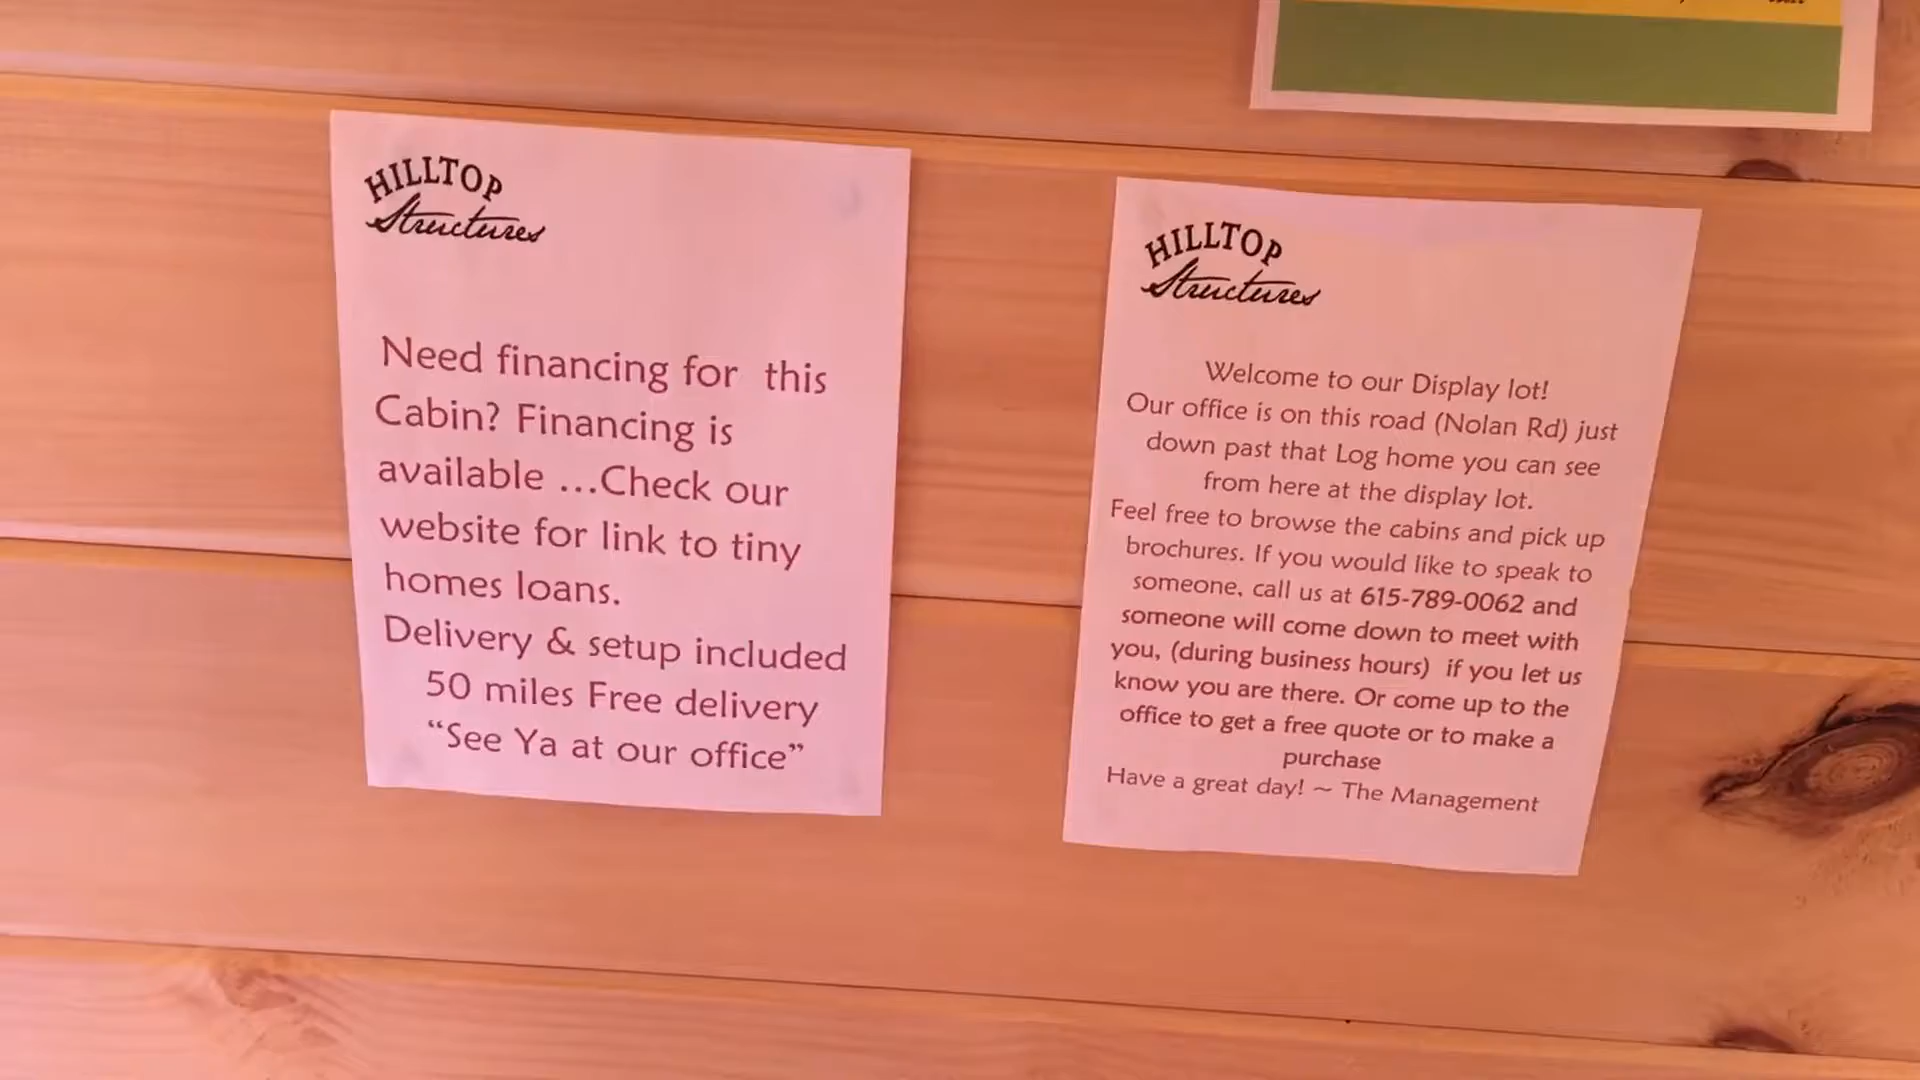 HILLTOP
Structures
Need financing for this
Cabin? Financing is
available ...Check our
website for link to tiny
homes loans.
Delivery & setup included
50 miles Free delivery
“See Ya at our office”
HILLTOP
Structures
Welcome to our Display lot!
Our office is on this road (Nolan Rd) just
down past that Log home you can see
from here at the display lot.
Feel free to browse the cabins and pick up
brochures. If you would like to speak to
someone, call us at 615-789-0062 and
someone will come down to meet with
you, (during business hours) if you let us
know you are there. Or come up to the
office to get a free quote or to make a
purchase
Have a great day! ~ The Management